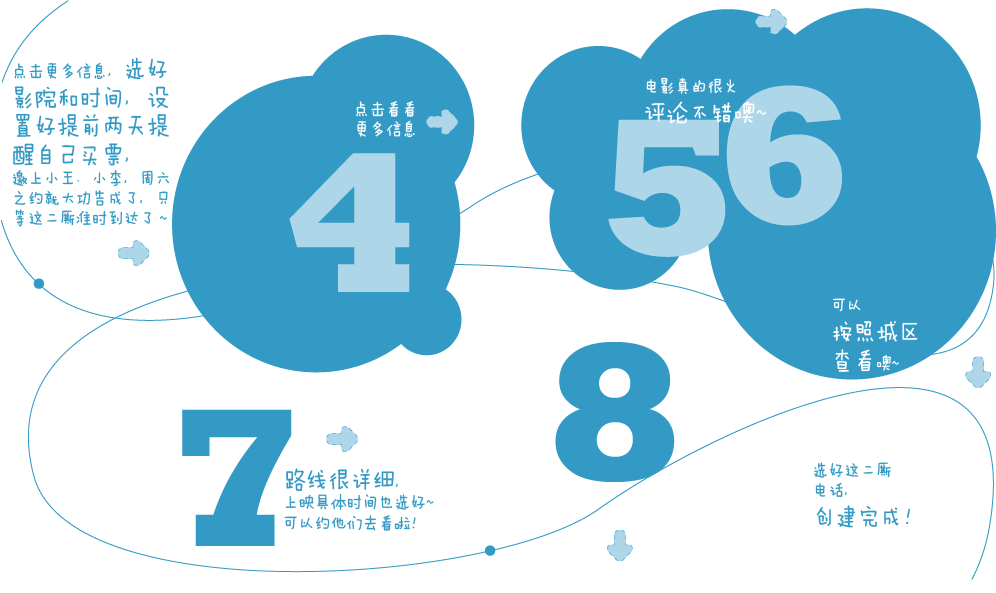 点击更多信息，选好
影院和时间，设
置好提前两天提
醒自己买票，
邀上小王、小李，周六
之约就大功告成了，只
等这二厮准时到达了~
点击看看
更多信息
4
电影真的很火
评论不错噢~
5
6
可以
按照城区
查看噢~
7
路线很详细，
上映具体时间也选好~
可以约他们去看啦！
8
选好这二厮
电话，
创建完成！